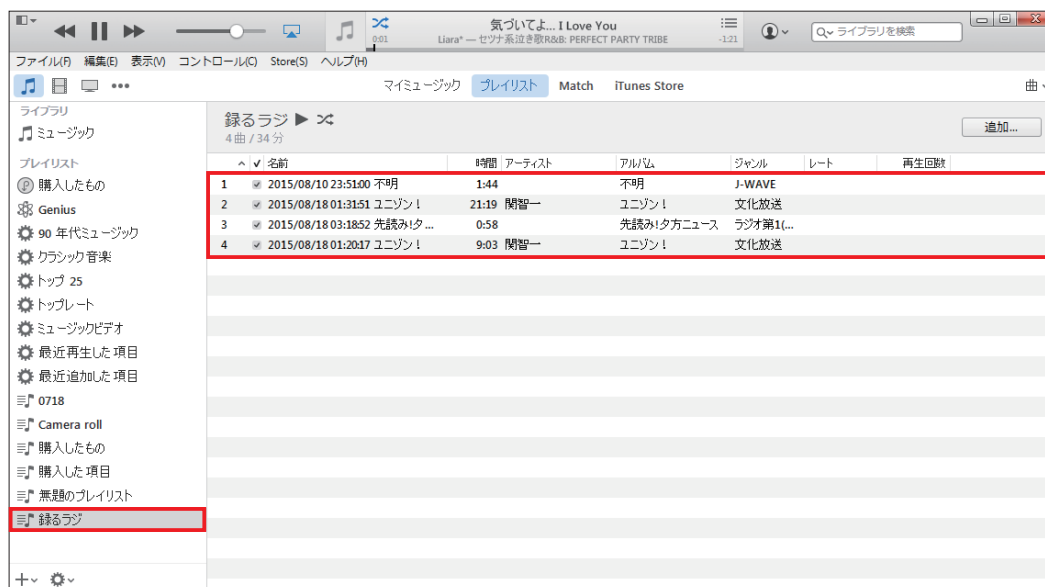 気づいてよ... I Love You
0:01
Liara* — セツナ系泣き歌R&B: PERFECT PARTY TRIBE
-1:21
ライブラリを検索
ファイル(F) 編集(E) 表示(V) コントロール(C) Store(S) ヘルプ(H)
マイミュージック プレイリスト Match iTunes Store
曲
ライブラリ
ミュージック
プレイリスト
購入したもの
Genius
90 年代ミュージック
クラシック音楽
トップ 25
トップレート
ミュージックビデオ
最近再生した項目
最近追加した項目
0718
Camera roll
購入したもの
購入した項目
無題のプレイリスト
録るラジ
録るラジ
4 曲 / 34 分
追加...
名前 時間 アーティスト アルバム ジャンル レート 再生回数
1 2015/08/10 23:51:00 不明 1:44 不明 J-WAVE
2 2015/08/18 01:31:51 ユニゾン! 21:19 関智一 ユニゾン! 文化放送
3 2015/08/18 03:18:52 先読み!夕... 0:58 先読み!夕方ニュース ラジオ第1(...
4 2015/08/18 01:20:17 ユニゾン! 9:03 関智一 ユニゾン! 文化放送